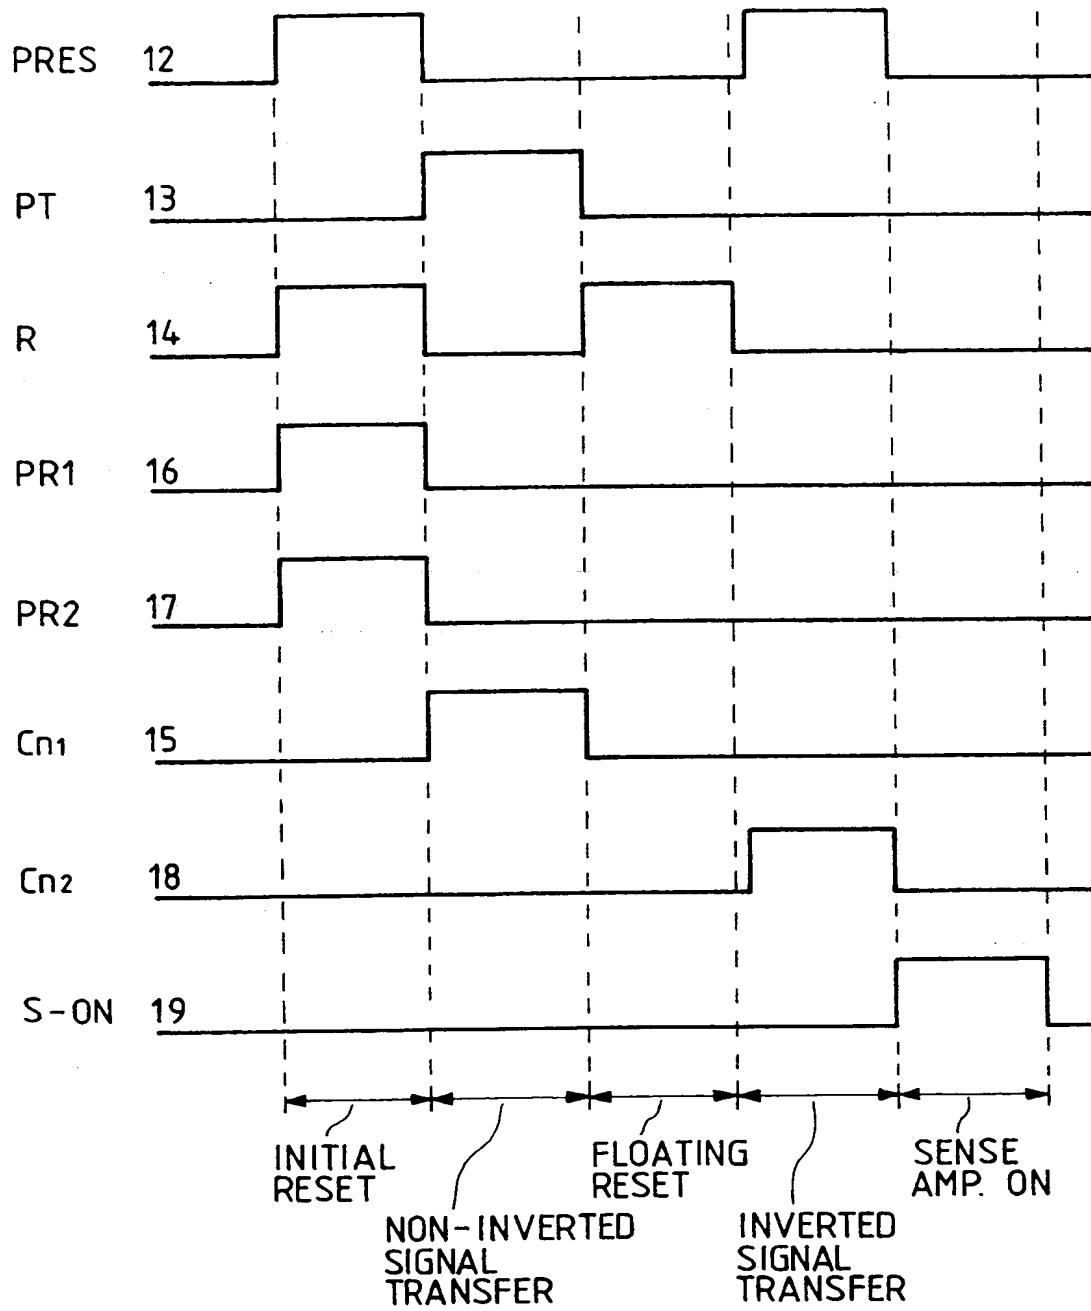 PRES 12
PT 13
R 14
PR1 16
PR2 17
Cn1 15
Cn2 18
S-ON 19
INITIAL
RESET
NON-INVERTED
SIGNAL
TRANSFER
FLOATING
RESET
INVERTED
SIGNAL
TRANSFER
SENSE
AMP. ON